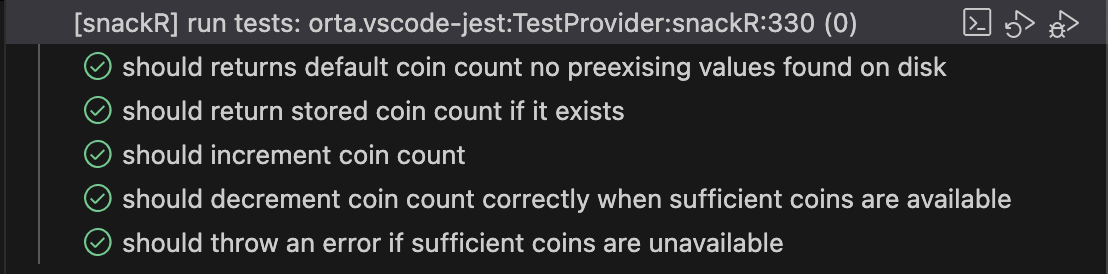 [snackR] run tests: orta.vscode-jest:TestProvider:snackR:330 (0)
should returns default coin count no preexising values found on disk
should return stored coin count if it exists
should increment coin count
should decrement coin count correctly when sufficient coins are available
should throw an error if sufficient coins are unavailable